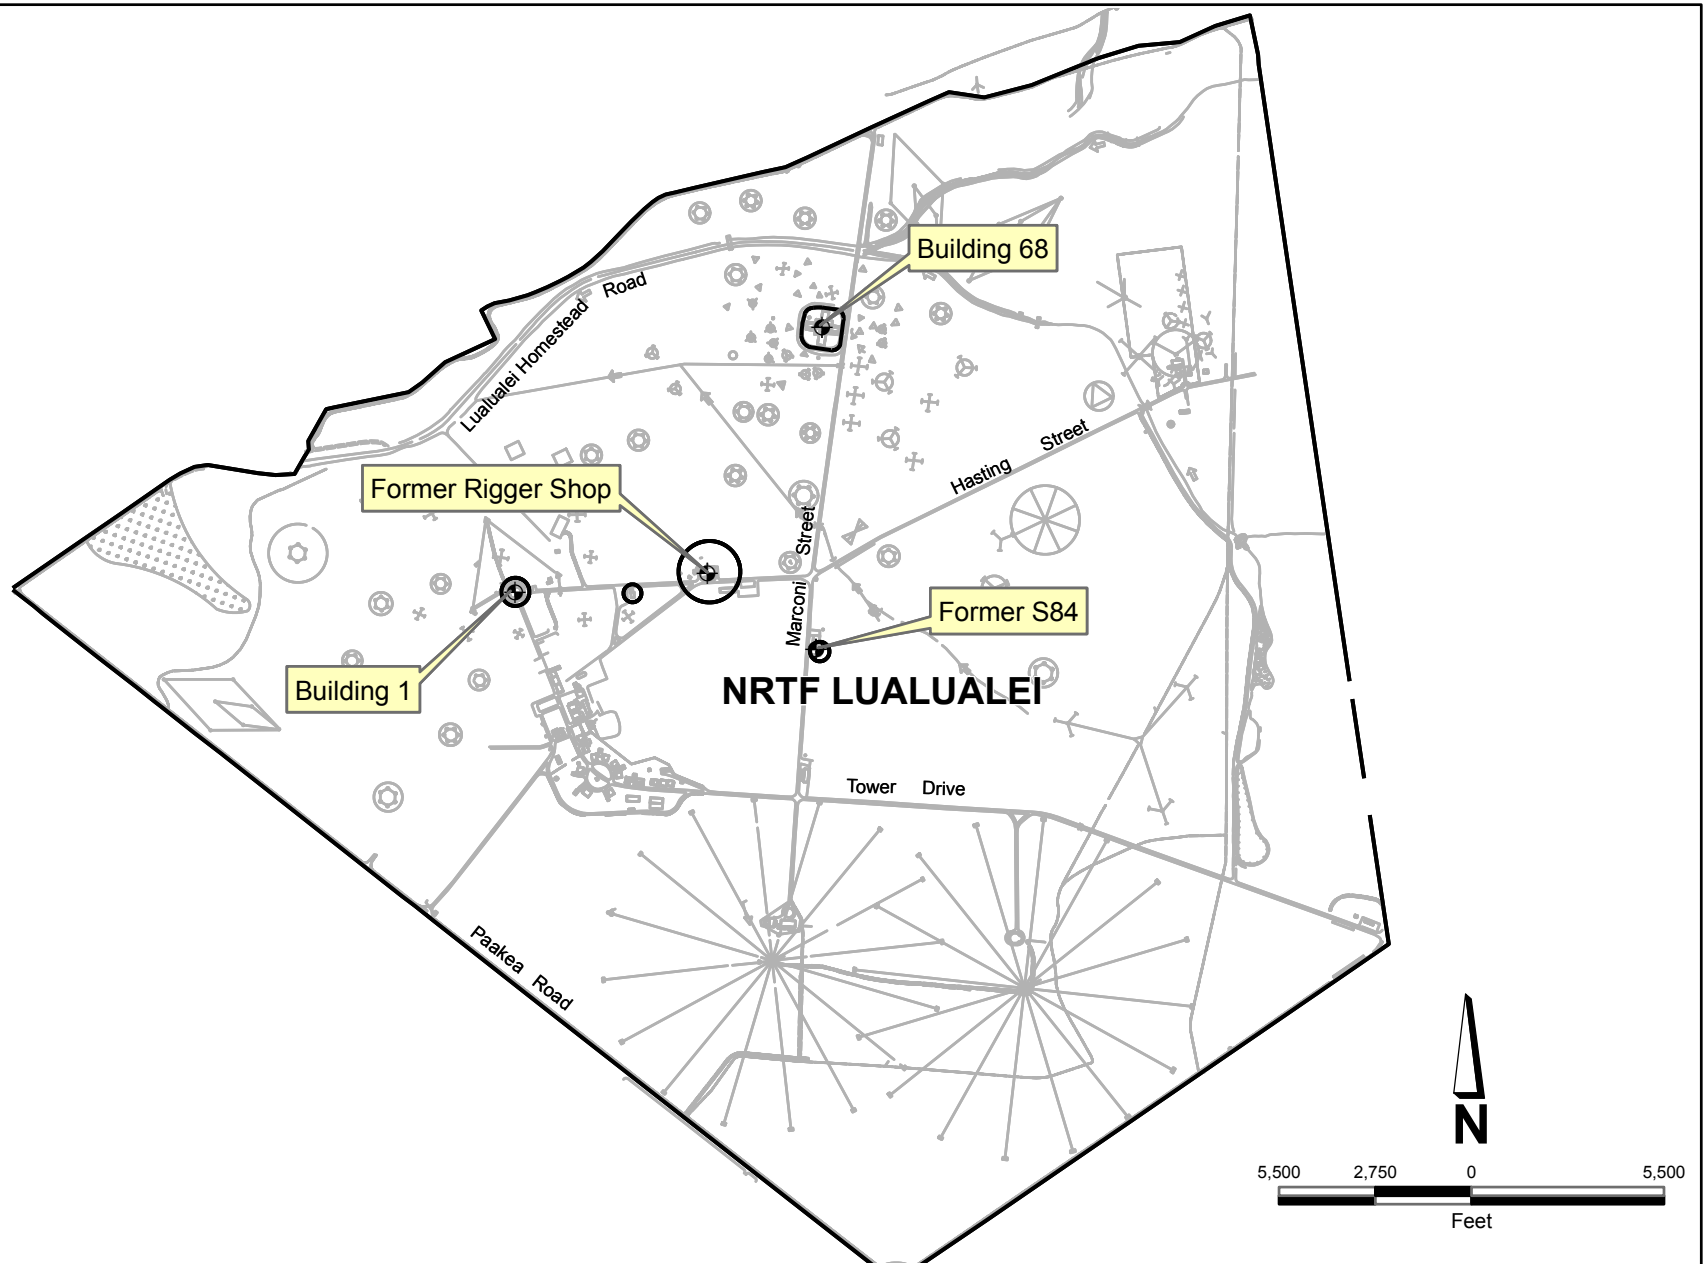 Building 68
Lualualei Homestead Road
Hasting Street
Former Rigger Shop
Marconi Street
Former S84
Building 1
NRTF LUALUALEI
Tower Drive
Paakea Road
N
5,500 2,750 0 5,500
Feet